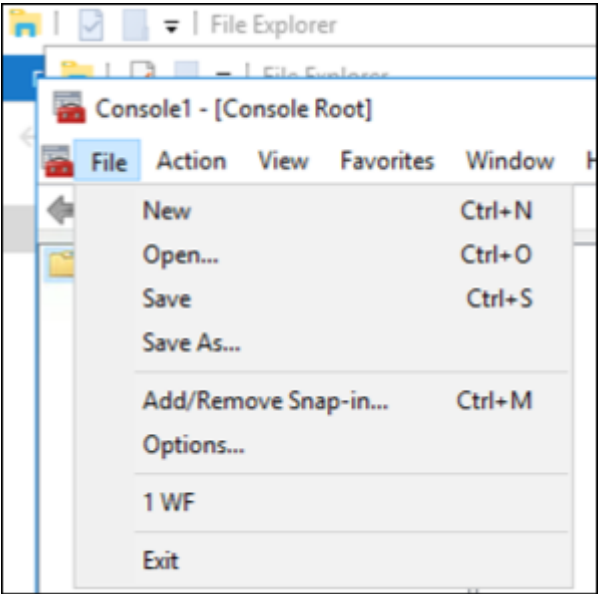 File Explorer
File Explorer
Console1 - [Console Root]
File Action View Favorites Window
New Ctrl+N
Open... Ctrl+O
Save Ctrl+S
Save As...
Add/Remove Snap-in... Ctrl+M
Options...
1 WF
Exit